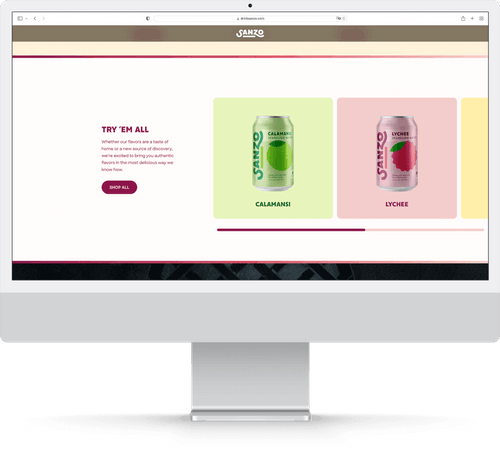 drinksanzo.com
SANZO
TRY 'EM ALL
Whether our flavors are a taste of
home or a new source of discovery,
we're excited to bring you authentic
flavors in the most delicious way we
know how.
SHOP ALL
SANZO
CALAMANSI
SANZO
LYCHEE
CALAMANSI
LYCHEE